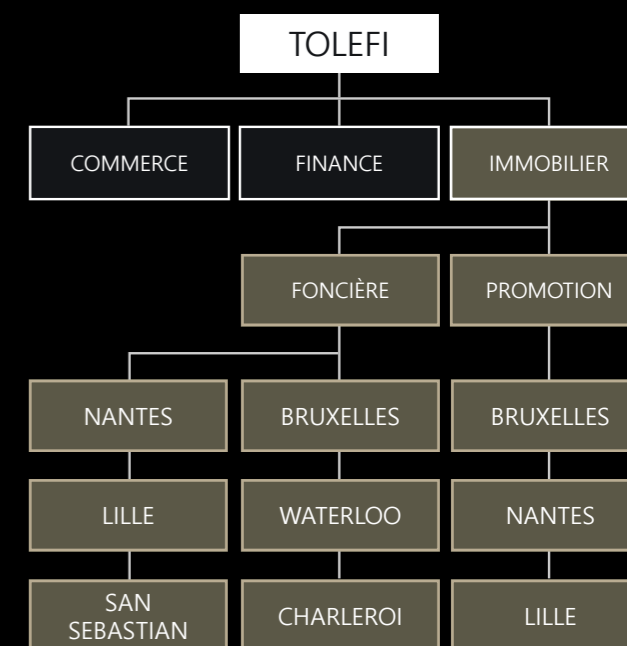 TOLEFI
COMMERCE
FINANCE
IMMOBILIER
FONCIÈRE
PROMOTION
NANTES
BRUXELLES
BRUXELLES
LILLE
WATERLOO
NANTES
SAN
SEBASTIAN
CHARLEROI
LILLE